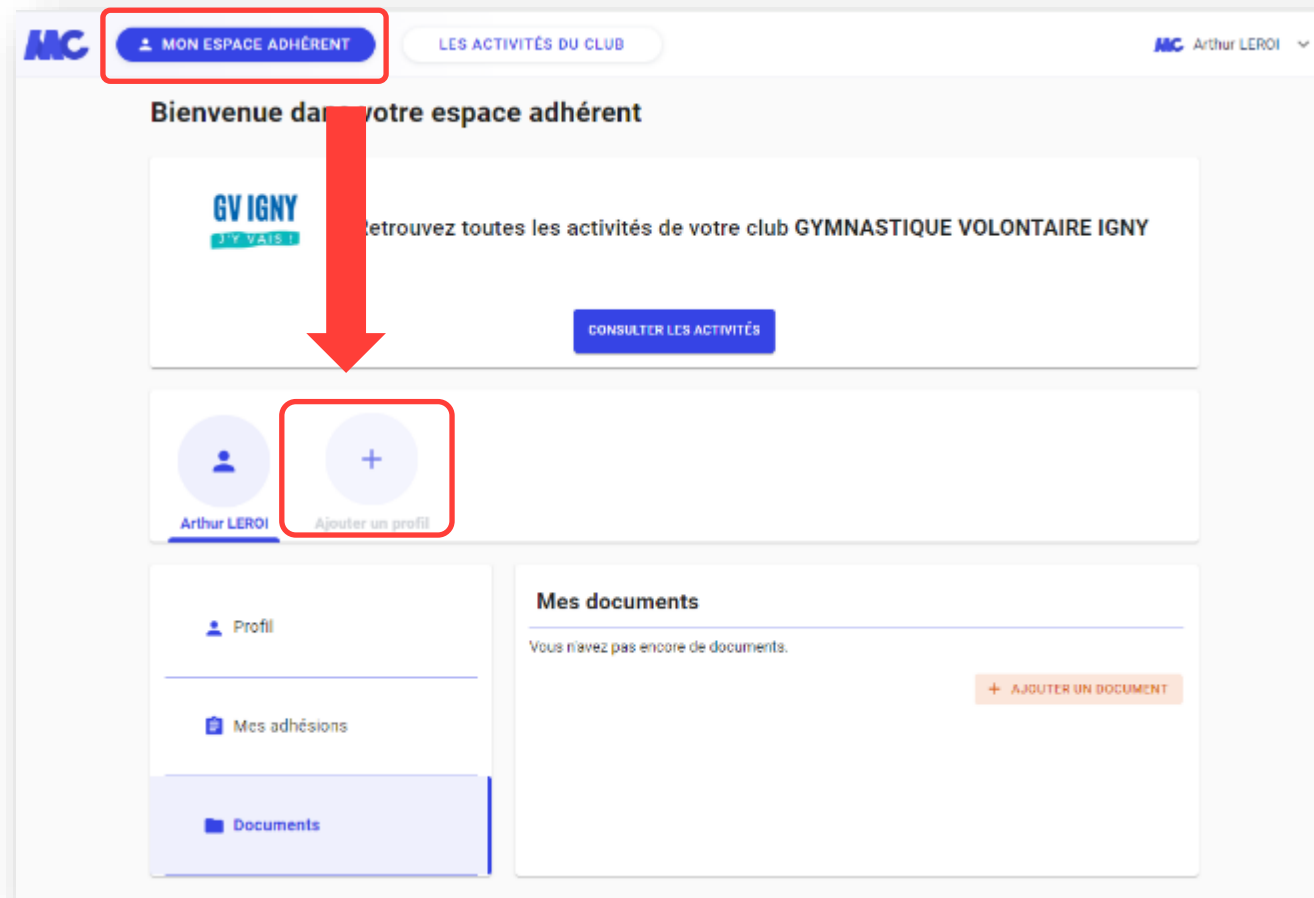 MC MON ESPACE ADHÉRENT LES ACTIVITÉS DU CLUB MC Arthur LEROI
Bienvenue dans votre espace adhérent
GV IGNY
J'Y VAIS !
Retrouvez toutes les activités de votre club GYMNASTIQUE VOLONTAIRE IGNY
CONSULTER LES ACTIVITÉS
+
Arthur LEROI Ajouter un profil
Profil
Mes adhésions
Documents
Mes documents
Vous n'avez pas encore de documents.
+ AJOUTER UN DOCUMENT